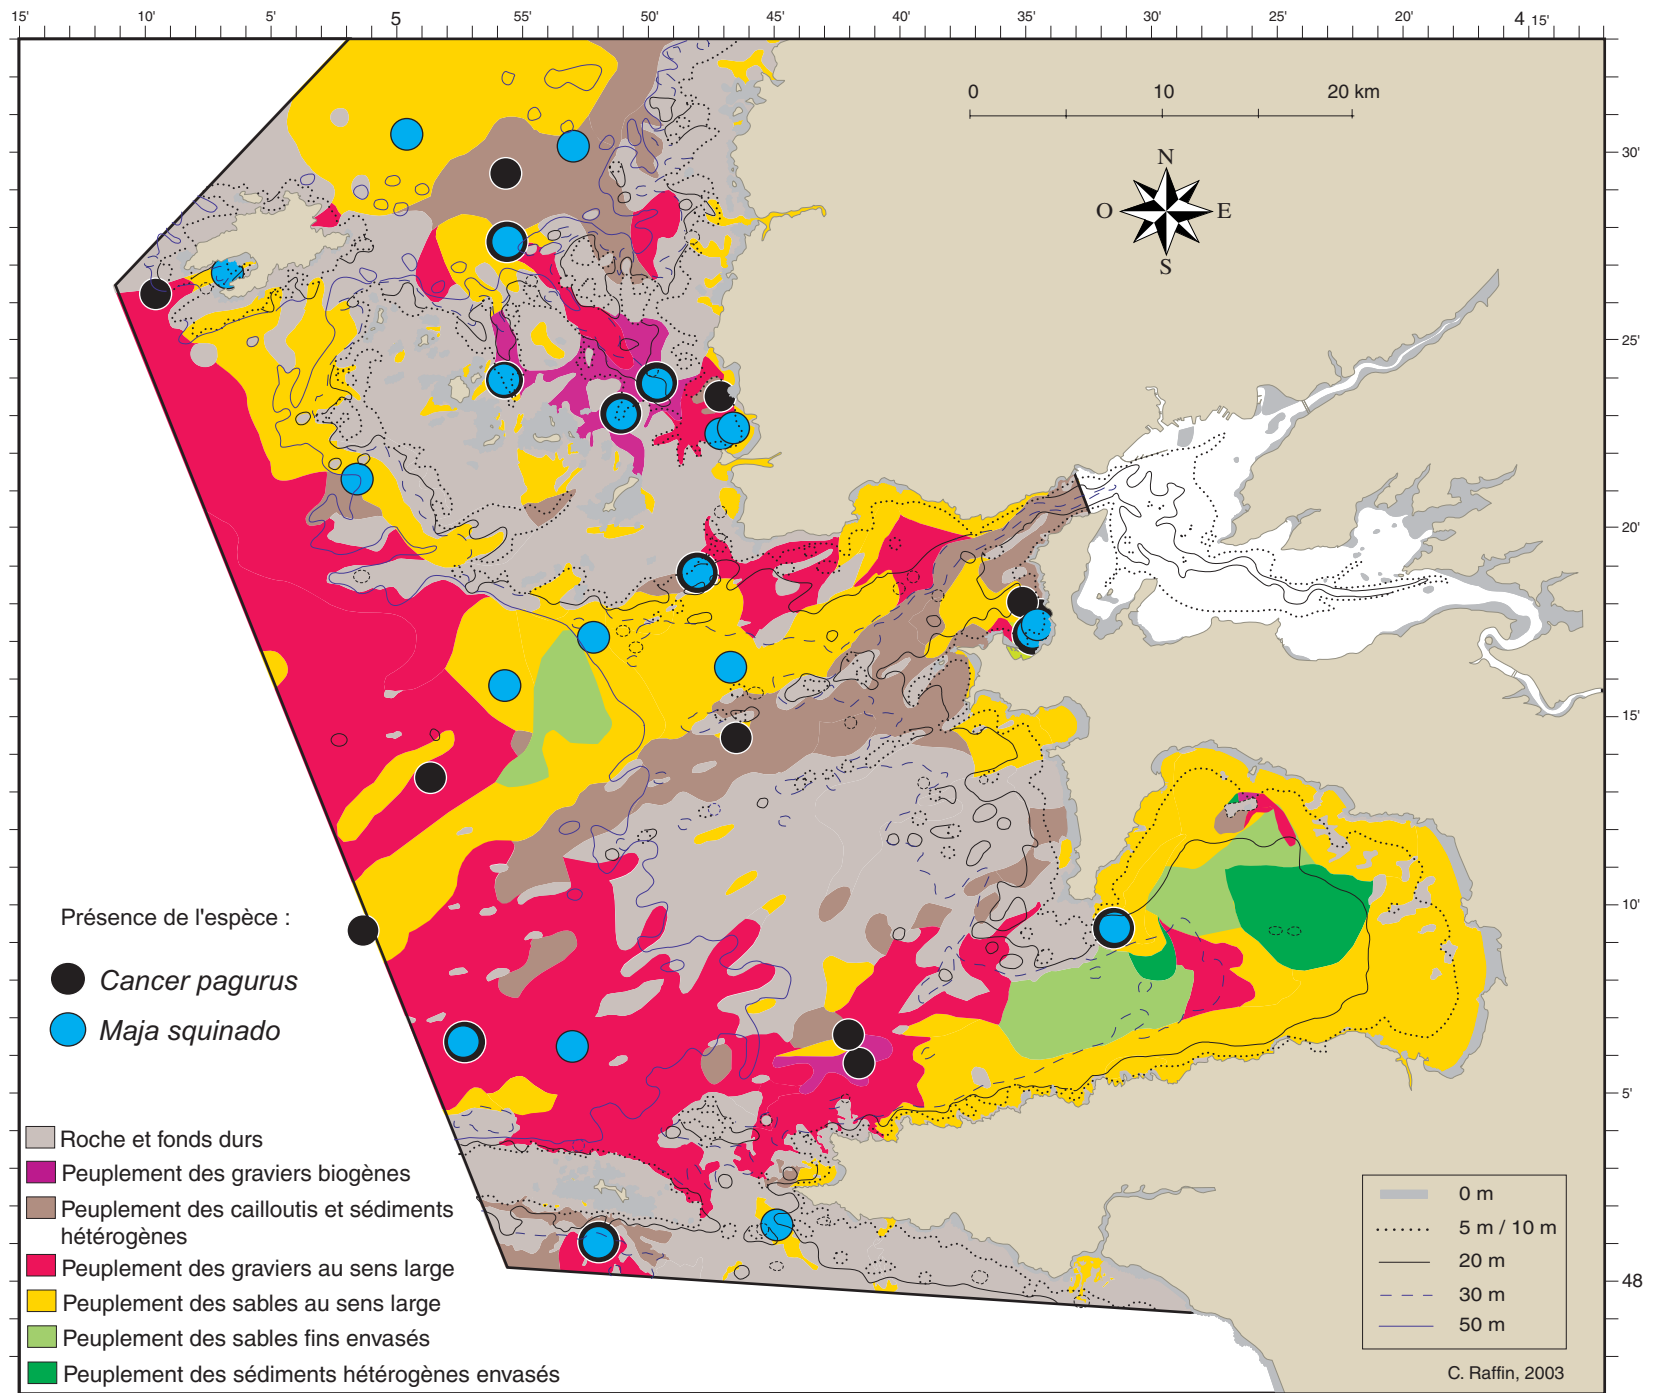 15' 10' 5' 5 55' 50' 45' 40' 35' 30' 25' 20' 4 15'
0 10 20 km
N
O E
S
30'
25'
20'
15'
10'
5'
48
Présence de l'espèce :
Cancer pagurus
Maja squinado
Roche et fonds durs
Peuplement des graviers biogènes
Peuplement des cailloutis et sédiments
hétérogènes
Peuplement des graviers au sens large
Peuplement des sables au sens large
Peuplement des sables fins envasés
Peuplement des sédiments hétérogènes envasés
0 m
5 m / 10 m
20 m
30 m
50 m
C. Raffin, 2003